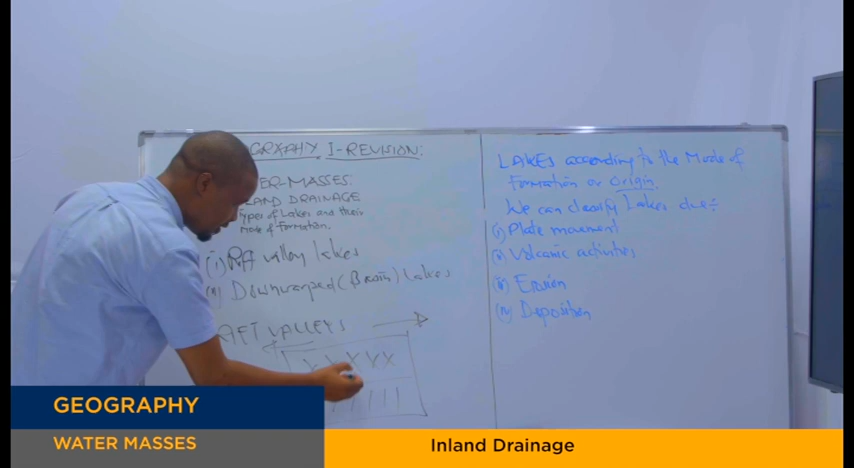 GRAPHY I-REVISION:
ER-MASSES:
LAND DRAINAGE
Types of Lakes and their
Mode of Formation.
(i) Rift valley lakes
(ii) Downwarped (Basin) Lakes
RIFT VALLEYS
LAKES according to the Mode of
Formation or Origin.
We can classify Lakes due:-
(i) Plate movement
(ii) Volcanic activities
(iii) Erosion
(iv) Deposition
GEOGRAPHY
WATER MASSES
Inland Drainage